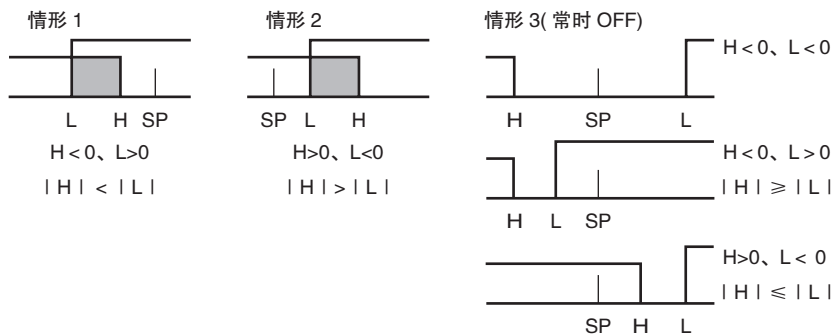 情形 1
L H SP
H < 0、L>0
| H | < | L |
情形 2
SP L H
H>0、L<0
| H | > | L |
情形 3( 常时 OFF)
H < 0、L < 0
H SP L
H < 0、L > 0
| H | ≥ | L |
H L SP
H>0、L < 0
| H | ≤ | L |
SP H L